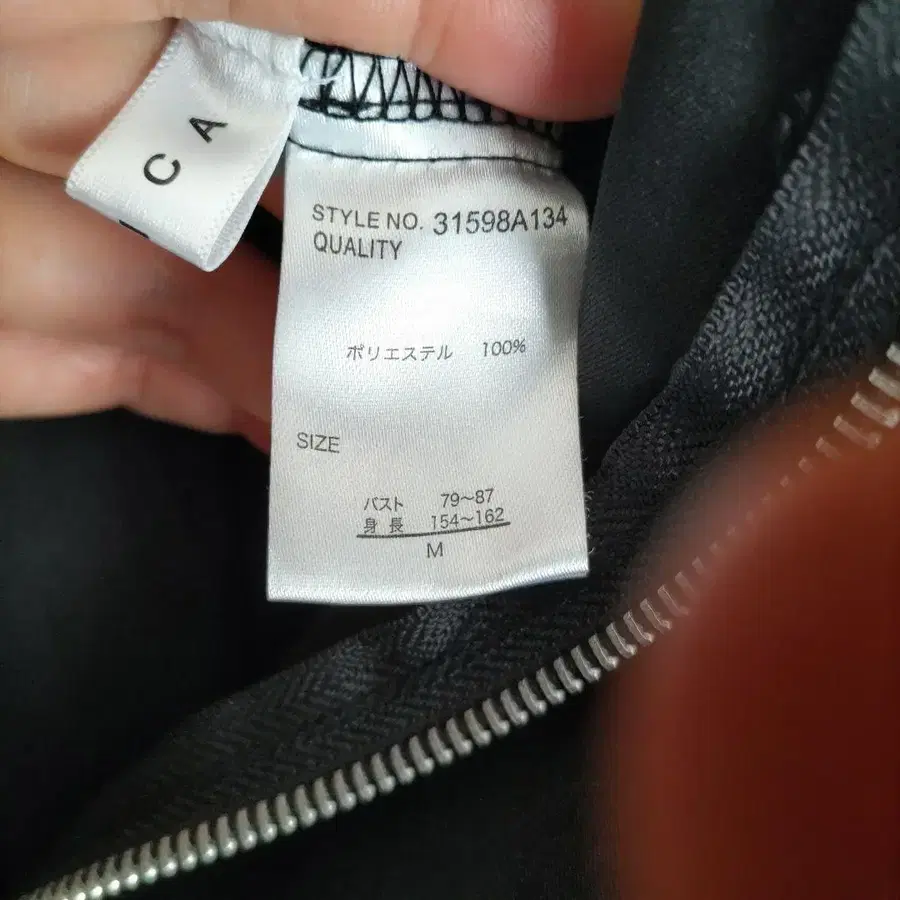 CA
STYLE NO. 31598A134
QUALITY
ポリエステル 100%
SIZE
バスト 79〜87
身長 154〜162
M